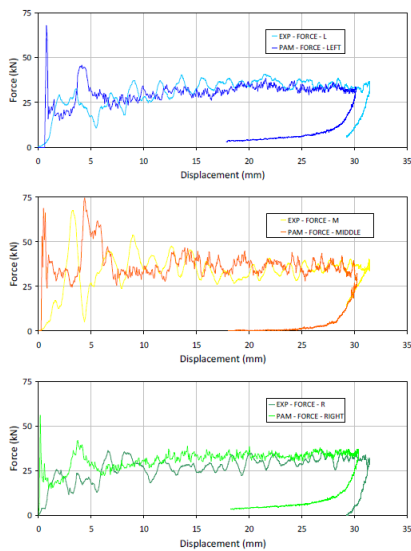 75
EXP - FORCE - L
PAM - FORCE - LEFT
50
Force (kN)
25
0
0 5 10 15 20 25 30 35
Displacement (mm)
75
EXP - FORCE - M
PAM - FORCE - MIDDLE
50
Force (kN)
25
0
0 5 10 15 20 25 30 35
Displacement (mm)
75
EXP - FORCE - R
PAM - FORCE - RIGHT
50
Force (kN)
25
0
0 5 10 15 20 25 30 35
Displacement (mm)